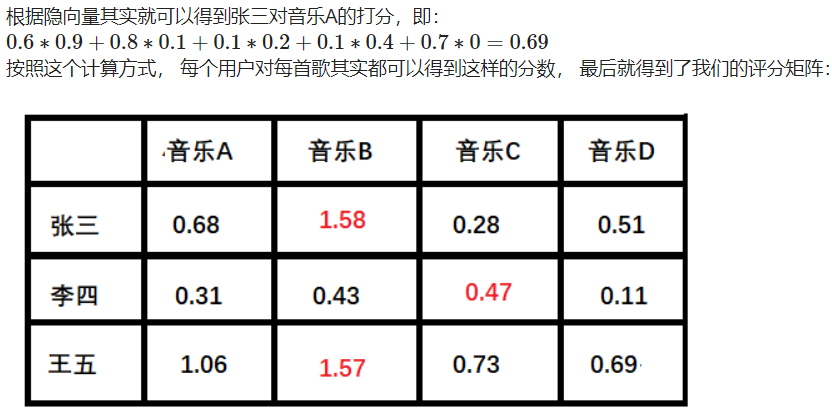 根据隐向量其实就可以得到张三对音乐A的打分，即：
0.6 ∗ 0.9 + 0.8 ∗ 0.1 + 0.1 ∗ 0.2 + 0.1 ∗ 0.4 + 0.7 ∗ 0 = 0.69
按照这个计算方式， 每个用户对每首歌其实都可以得到这样的分数， 最后就得到了我们的评分矩阵：
音乐A 音乐B 音乐C 音乐D
张三 0.68 1.58 0.28 0.51
李四 0.31 0.43 0.47 0.11
王五 1.06 1.57 0.73 0.69